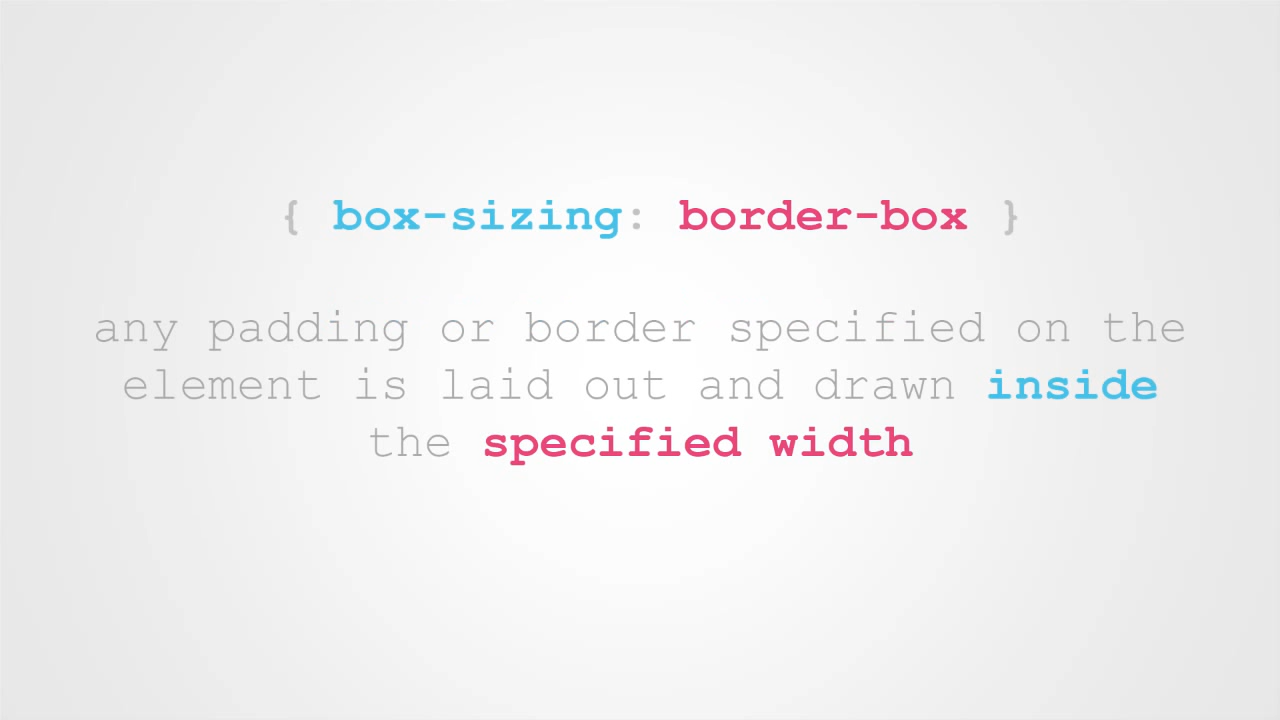 { box-sizing: border-box }
any padding or border specified on the
element is laid out and drawn inside
the specified width